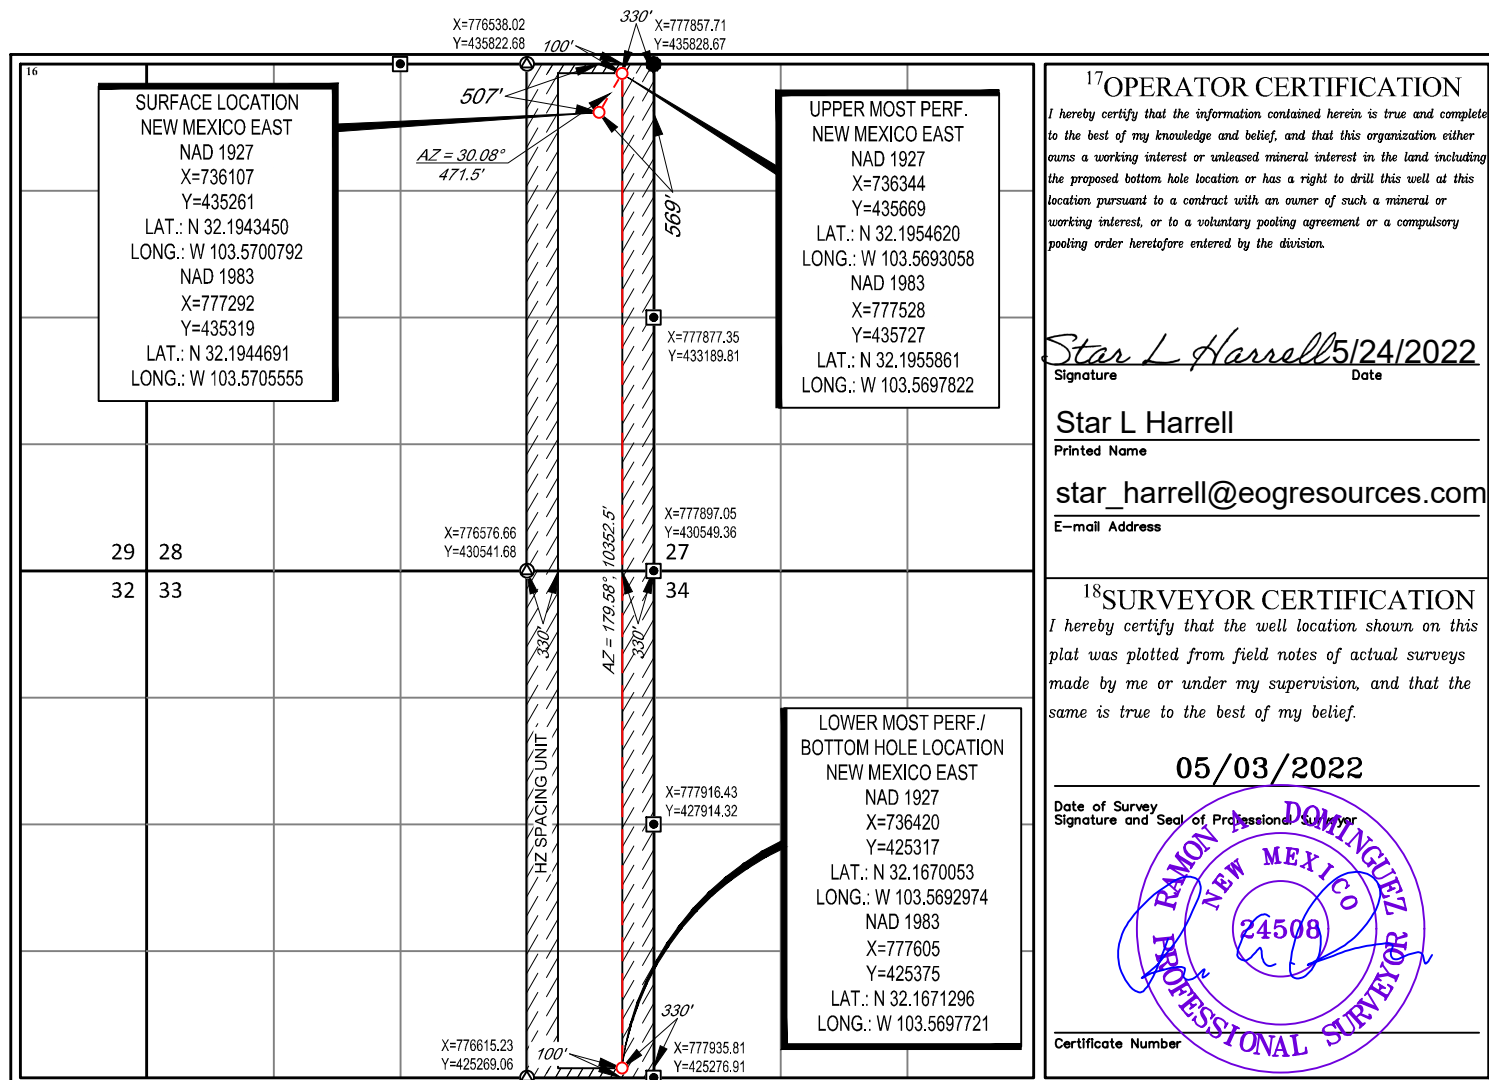 X=776538.02
Y=435822.68
100'
330'
X=777857.71
Y=435828.67
16
SURFACE LOCATION
NEW MEXICO EAST
NAD 1927
X=736107
Y=435261
LAT.: N 32.1943450
LONG.: W 103.5700792
NAD 1983
X=777292
Y=435319
LAT.: N 32.1944691
LONG.: W 103.5705555
507'
AZ = 30.08°
471.5'
569'
UPPER MOST PERF.
NEW MEXICO EAST
NAD 1927
X=736344
Y=435669
LAT.: N 32.1954620
LONG.: W 103.5693058
NAD 1983
X=777528
Y=435727
LAT.: N 32.1955861
LONG.: W 103.5697822
X=777877.35
Y=433189.81
X=776576.66
Y=430541.68
X=777897.05
Y=430549.36
29 28
27
32 33
34
AZ = 179.58°, 10352.5'
330'
330'
HZ SPACING UNIT
X=777916.43
Y=427914.32
LOWER MOST PERF./
BOTTOM HOLE LOCATION
NEW MEXICO EAST
NAD 1927
X=736420
Y=425317
LAT.: N 32.1670053
LONG.: W 103.5692974
NAD 1983
X=777605
Y=425375
LAT.: N 32.1671296
LONG.: W 103.5697721
X=776615.23
Y=425269.06
100'
330'
X=777935.81
Y=425276.91
17 OPERATOR CERTIFICATION
I hereby certify that the information contained herein is true and complete
to the best of my knowledge and belief, and that this organization either
owns a working interest or unleased mineral interest in the land including
the proposed bottom hole location or has a right to drill this well at this
location pursuant to a contract with an owner of such a mineral or
working interest, or to a voluntary pooling agreement or a compulsory
pooling order heretofore entered by the division.
Star L Harrell 5/24/2022
Signature Date
Star L Harrell
Printed Name
star_harrell@eogresources.com
E-mail Address
18 SURVEYOR CERTIFICATION
I hereby certify that the well location shown on this
plat was plotted from field notes of actual surveys
made by me or under my supervision, and that the
same is true to the best of my belief.
05/03/2022
Date of Survey
Signature and Seal of Professional Surveyor
RAMON A. DOMINGUEZ
NEW MEXICO
24508
PROFESSIONAL SURVEYOR
Certificate Number